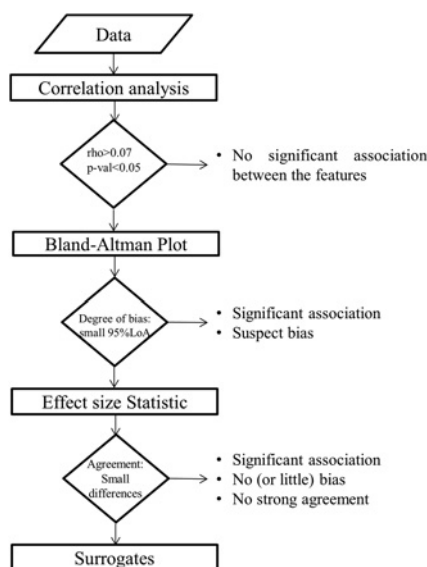 Data
Correlation analysis
rho>0.07
p-val<0.05
• No significant association
between the features
Bland-Altman Plot
Degree of bias:
small 95%LoA
• Significant association
• Suspect bias
Effect size Statistic
Agreement:
Small
differences
• Significant association
• No (or little) bias
• No strong agreement
Surrogates